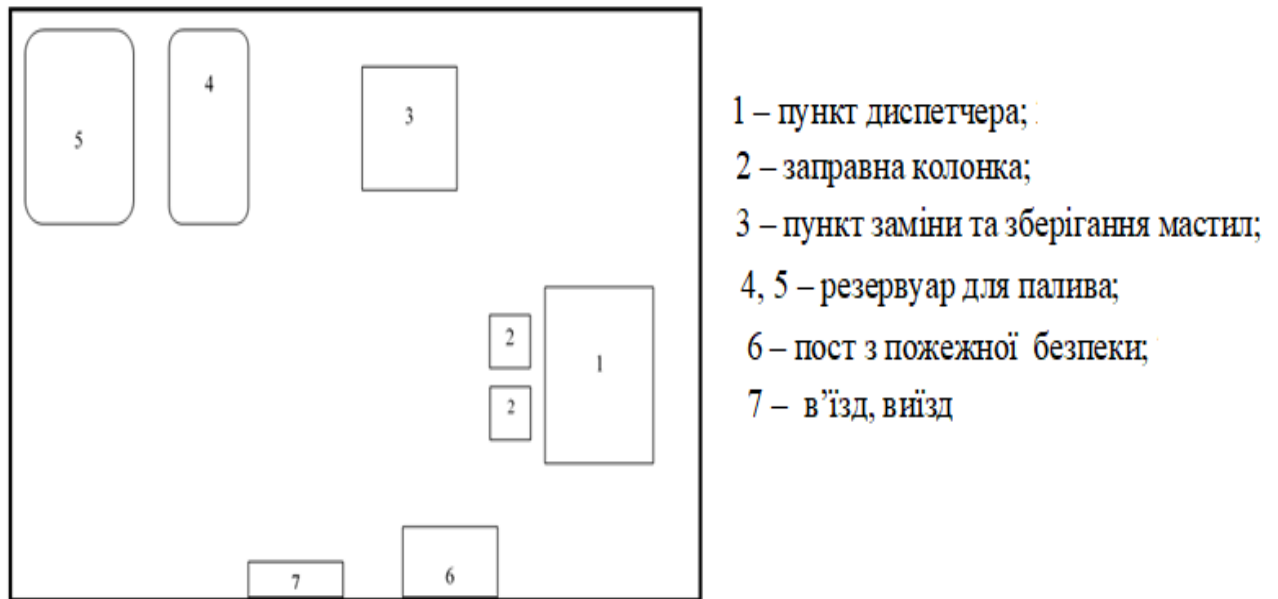 5
4
3
2
1
2
7
6
1 – пункт диспетчера;
2 – заправна колонка;
3 – пункт заміни та зберігання мастил;
4, 5 – резервуар для палива;
6 – пост з пожежної безпеки;
7 – в’їзд, виїзд